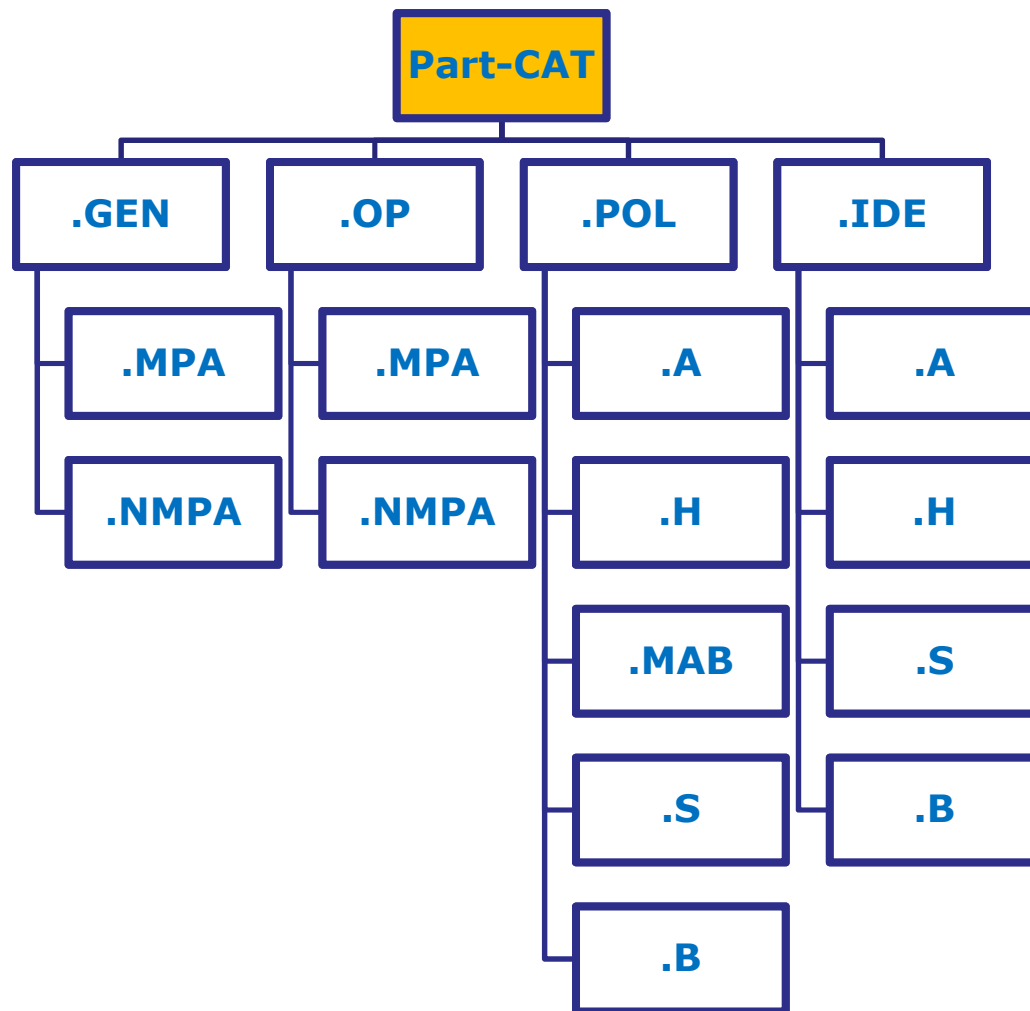 Part-CAT
.GEN
.OP
.POL
.IDE
.MPA
.MPA
.A
.A
.NMPA
.NMPA
.H
.H
.MAB
.S
.S
.B
.B